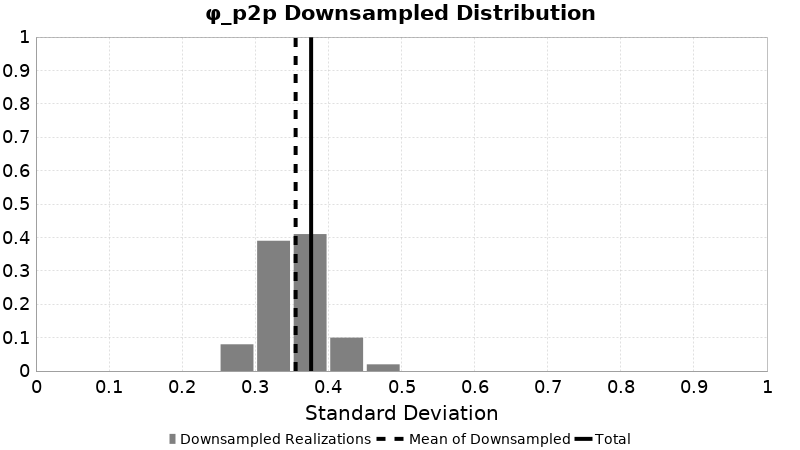 φ_p2p Downsampled Distribution
1
0.9
0.8
0.7
0.6
0.5
0.4
0.3
0.2
0.1
0
0 0.1 0.2 0.3 0.4 0.5 0.6 0.7 0.8 0.9 1
Standard Deviation
Downsampled Realizations Mean of Downsampled Total